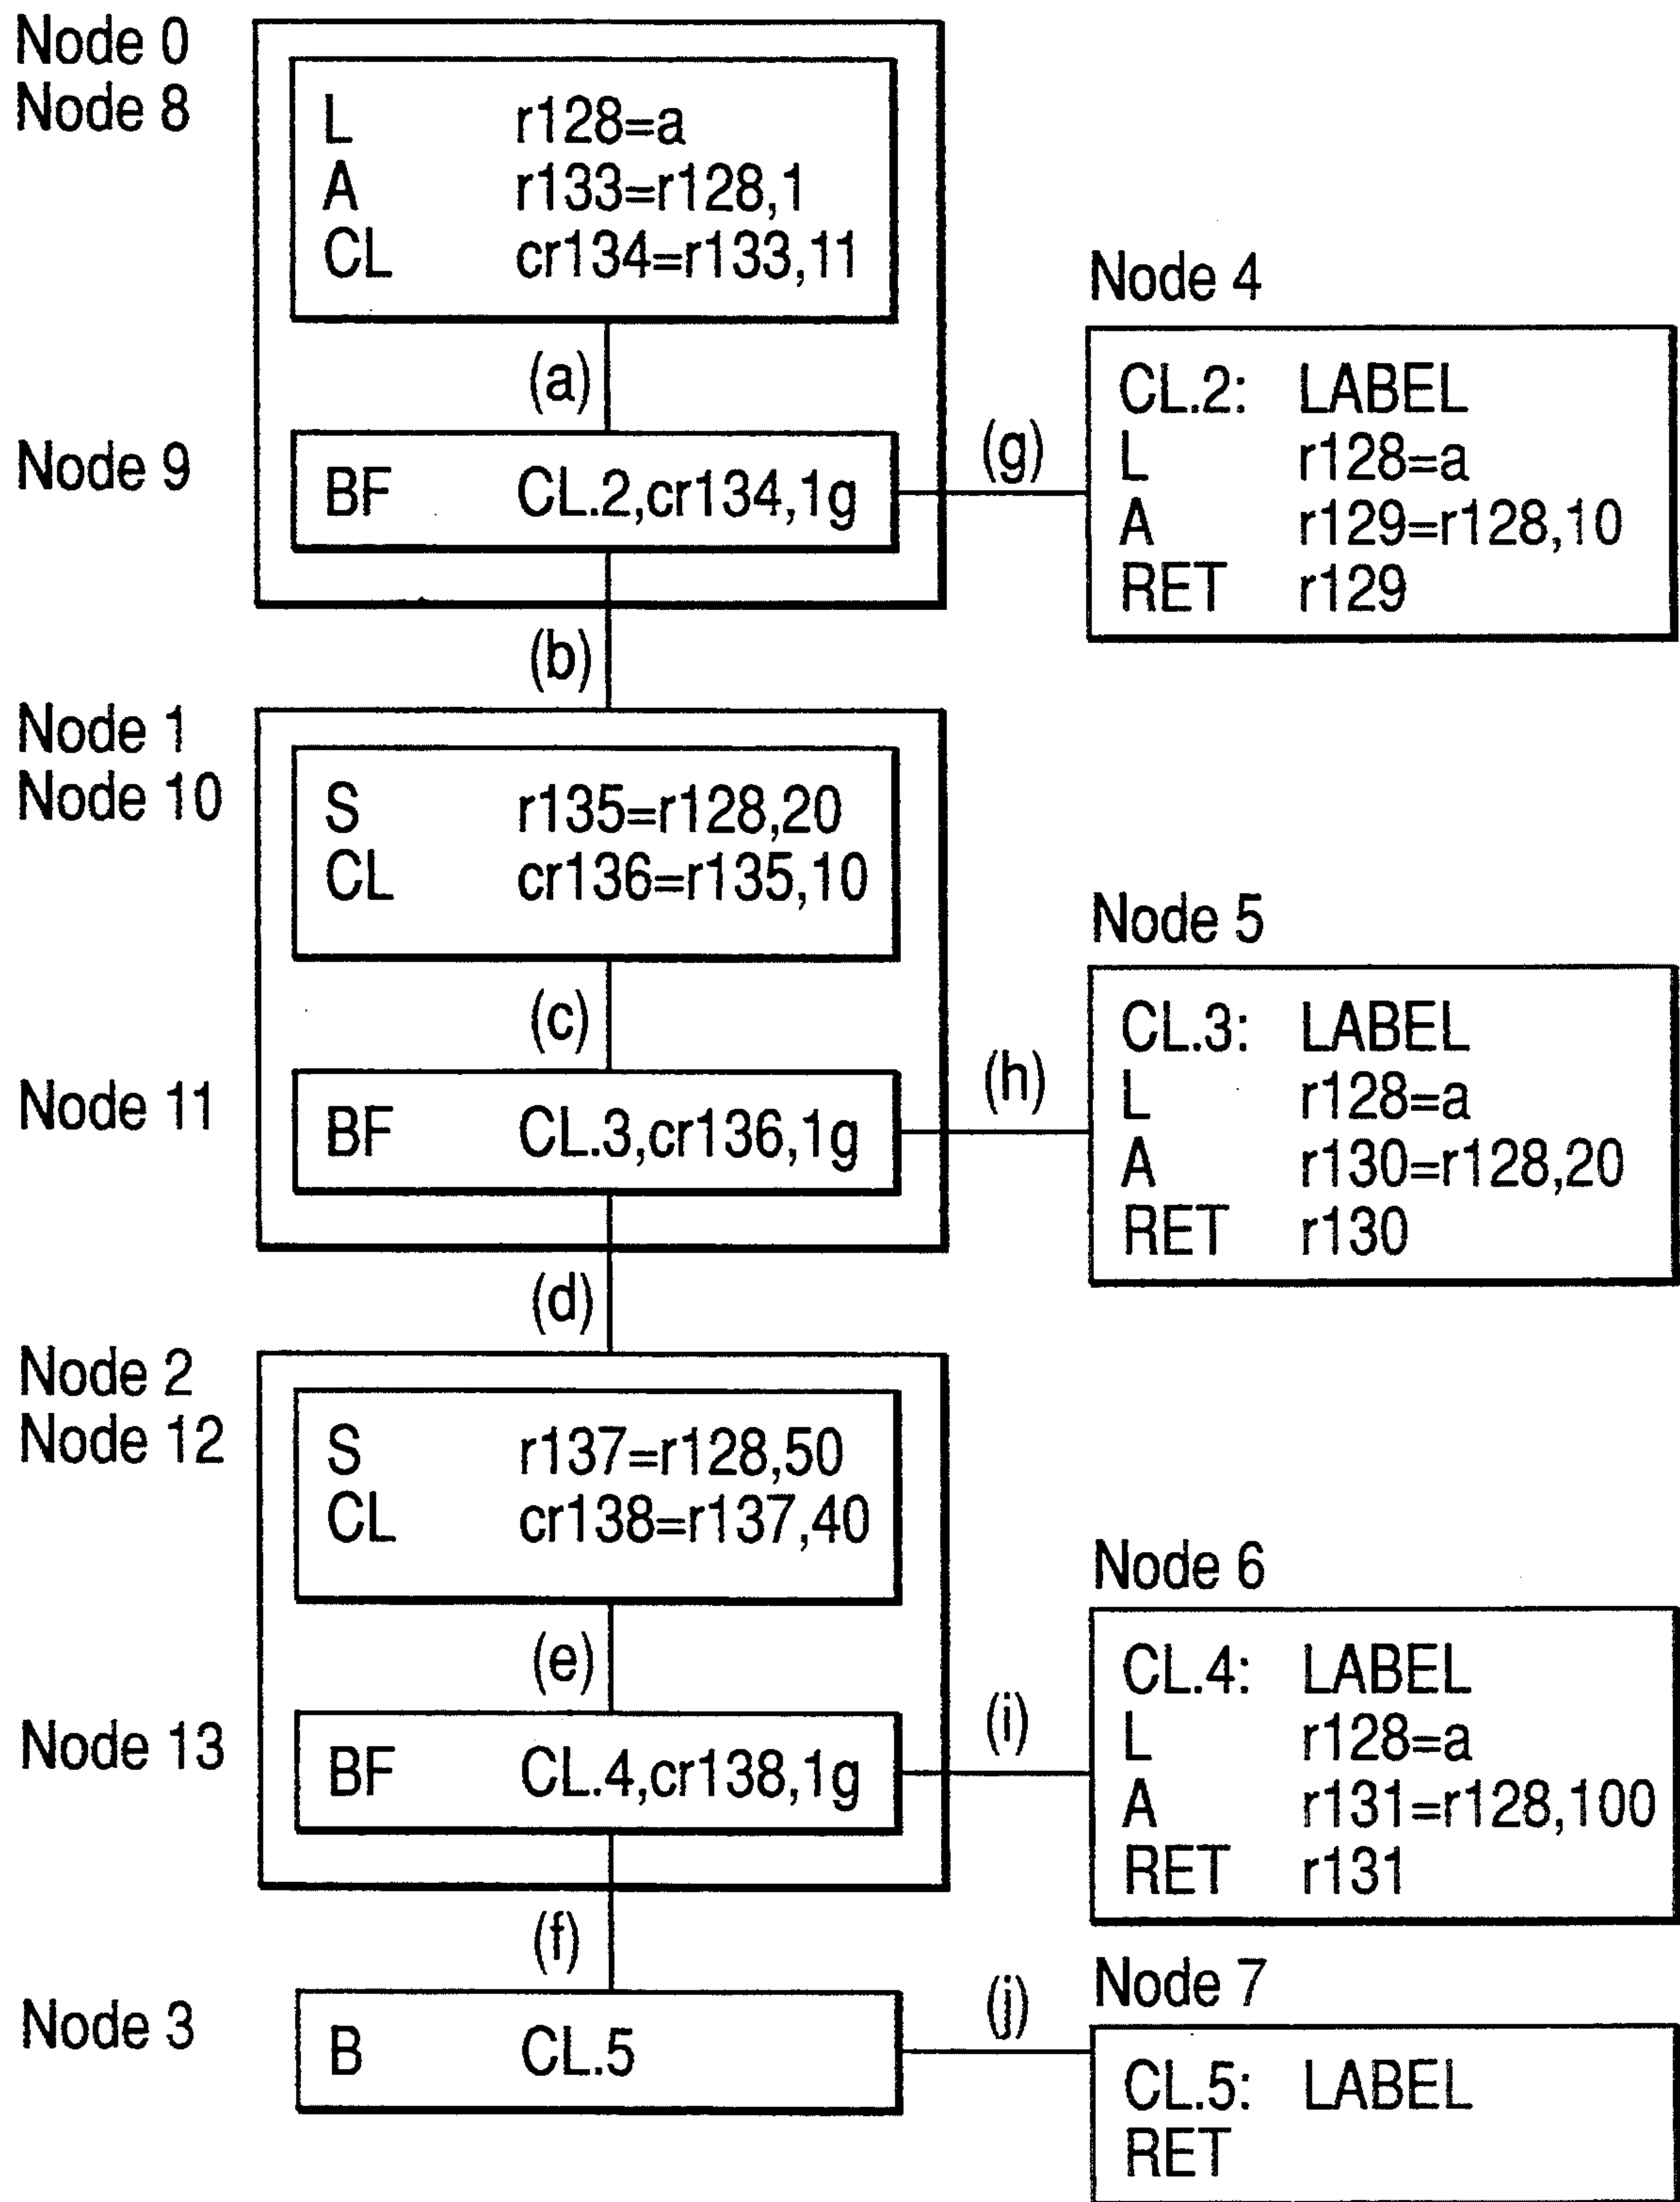 Node 0
Node 8
L r128=a
A r133=r128,1
CL cr134=r133,11
(a)
Node 9
BF CL.2,cr134,1g
(g)
Node 4
CL.2: LABEL
L r128=a
A r129=r128,10
RET r129
(b)
Node 1
Node 10
S r135=r128,20
CL cr136=r135,10
(c)
Node 11
BF CL.3,cr136,1g
(h)
Node 5
CL.3: LABEL
L r128=a
A r130=r128,20
RET r130
(d)
Node 2
Node 12
S r137=r128,50
CL cr138=r137,40
(e)
Node 13
BF CL.4,cr138,1g
(i)
Node 6
CL.4: LABEL
L r128=a
A r131=r128,100
RET r131
(f)
Node 3
B CL.5
(j)
Node 7
CL.5: LABEL
RET